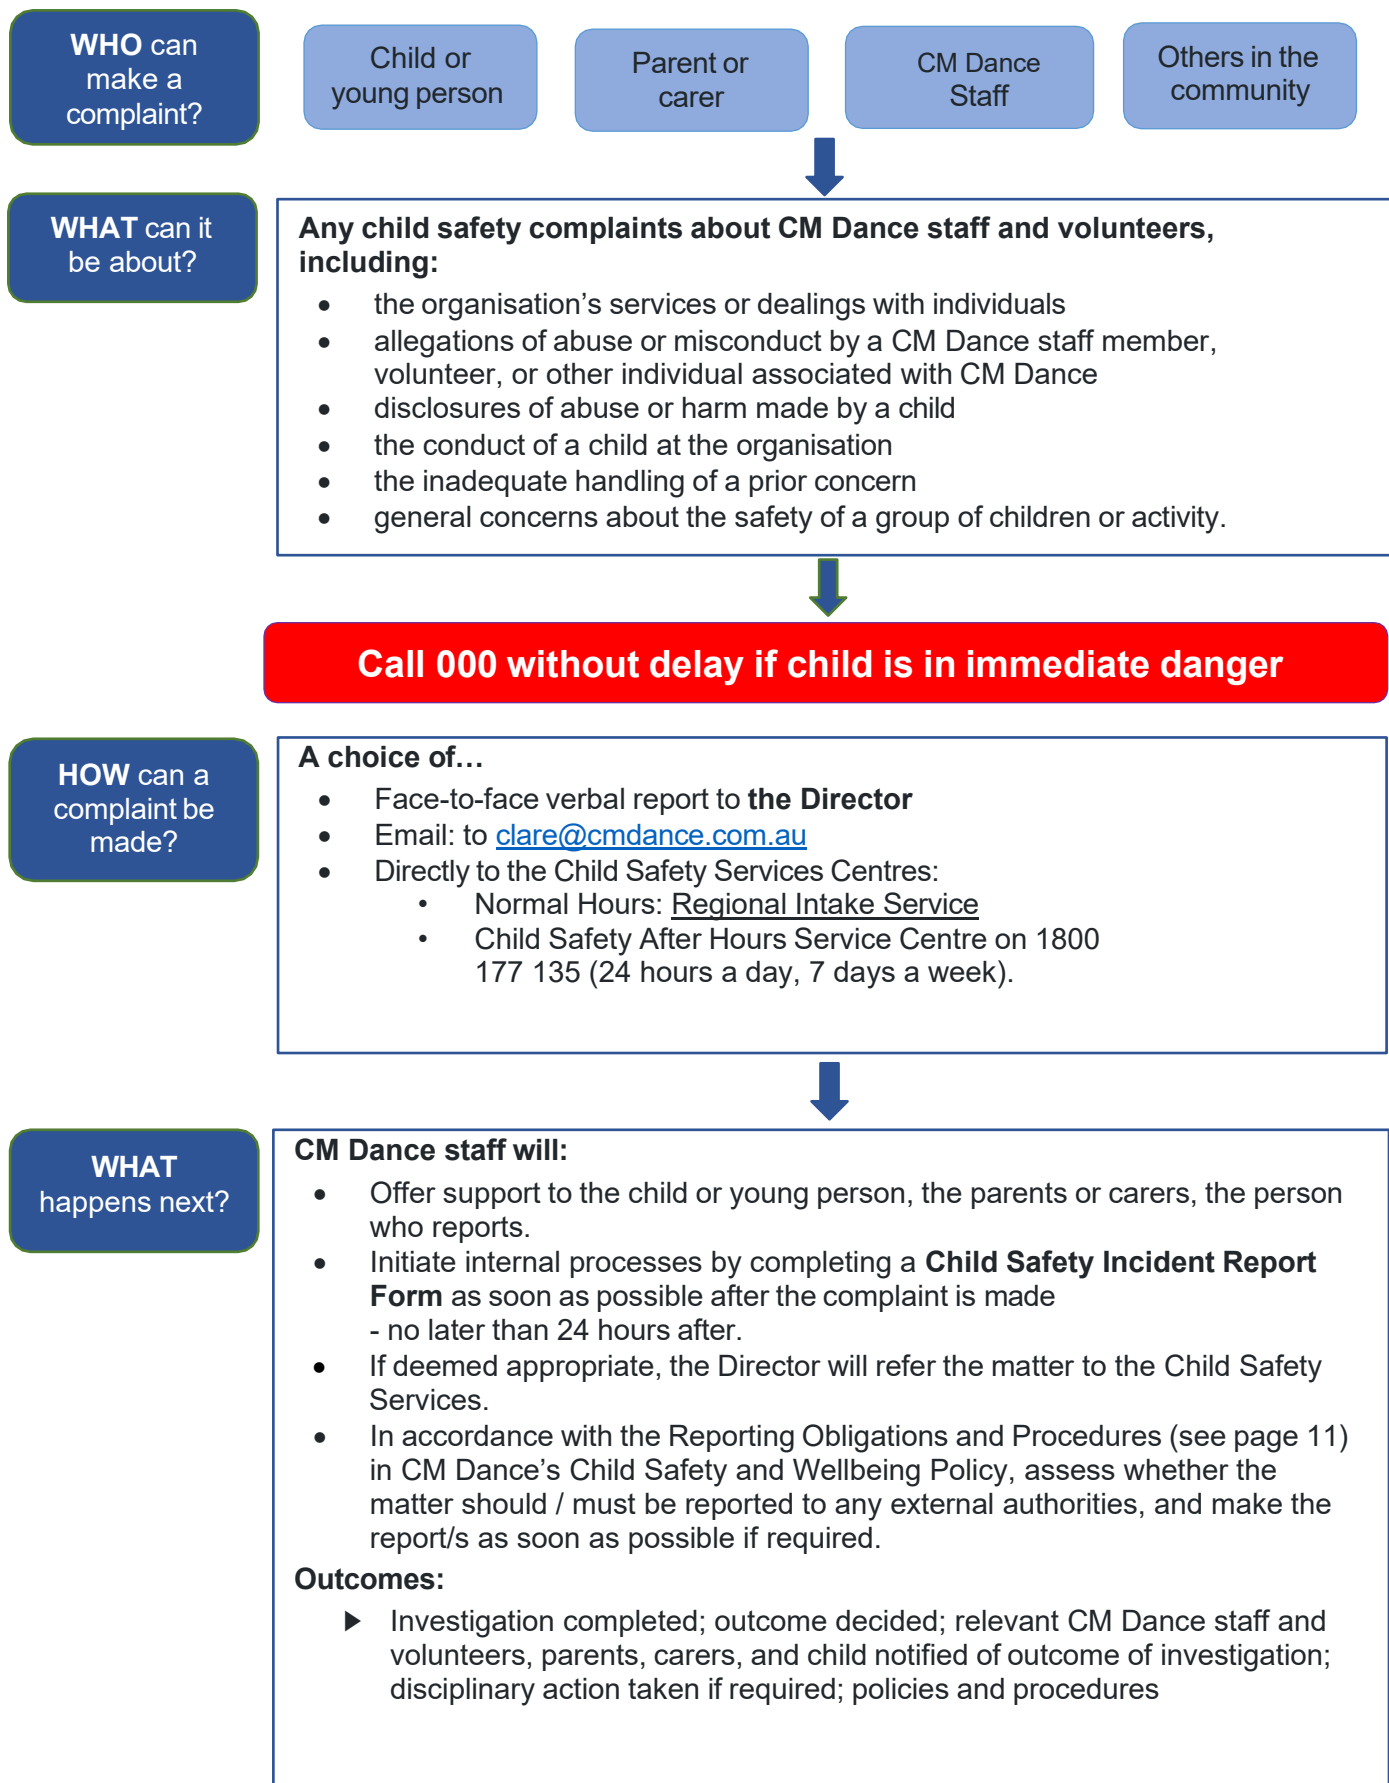 WHO can
make a
complaint?
Child or
young person
Parent or
carer
CM Dance
Staff
Others in the
community
WHAT can it
be about?
Any child safety complaints about CM Dance staff and volunteers,
including:
• the organisation’s services or dealings with individuals
• allegations of abuse or misconduct by a CM Dance staff member,
volunteer, or other individual associated with CM Dance
• disclosures of abuse or harm made by a child
• the conduct of a child at the organisation
• the inadequate handling of a prior concern
• general concerns about the safety of a group of children or activity.
Call 000 without delay if child is in immediate danger
HOW can a
complaint be
made?
A choice of…
• Face-to-face verbal report to the Director
• Email: to clare@cmdance.com.au
• Directly to the Child Safety Services Centres:
• Normal Hours: Regional Intake Service
• Child Safety After Hours Service Centre on 1800
177 135 (24 hours a day, 7 days a week).
WHAT
happens next?
CM Dance staff will:
• Offer support to the child or young person, the parents or carers, the person
who reports.
• Initiate internal processes by completing a Child Safety Incident Report
Form as soon as possible after the complaint is made
- no later than 24 hours after.
• If deemed appropriate, the Director will refer the matter to the Child Safety
Services.
• In accordance with the Reporting Obligations and Procedures (see page 11)
in CM Dance’s Child Safety and Wellbeing Policy, assess whether the
matter should / must be reported to any external authorities, and make the
report/s as soon as possible if required.
Outcomes:
▶ Investigation completed; outcome decided; relevant CM Dance staff and
volunteers, parents, carers, and child notified of outcome of investigation;
disciplinary action taken if required; policies and procedures